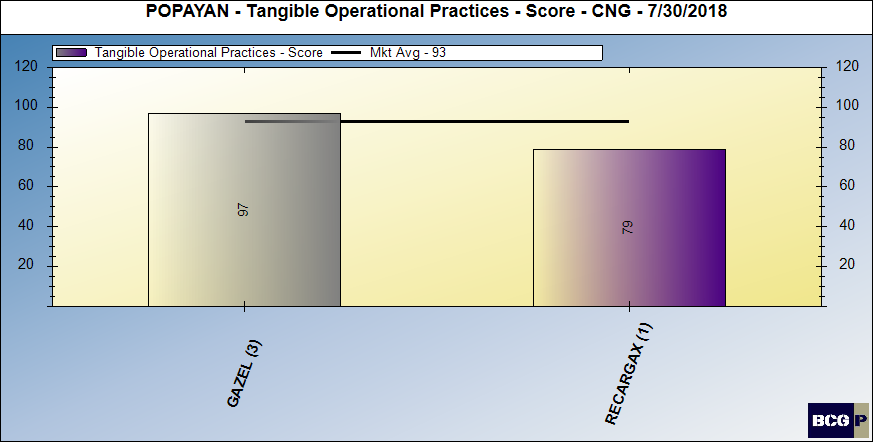 POPAYAN - Tangible Operational Practices - Score - CNG - 7/30/2018
Tangible Operational Practices - Score Mkt Avg - 93
120 120
100 100
80 80
60 60
40 40
20 20
97
79
GAZEL (3)
RECARGAX (1)
BCG P